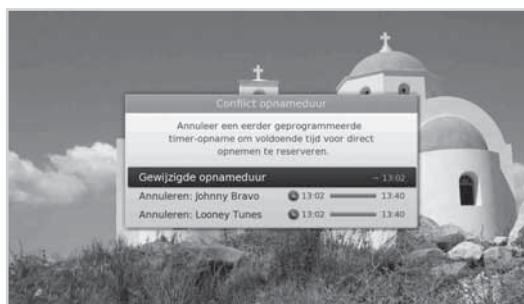 Conflict opnameduur
Annuleer een eerder geprogrammeerde
timer-opname om voldoende tijd voor direct
opnemen te reserveren.
Gewijzigde opnameduur ~ 13:02
Annuleren: Johnny Bravo 13:02 13:40
Annuleren: Looney Tunes 13:02 13:40